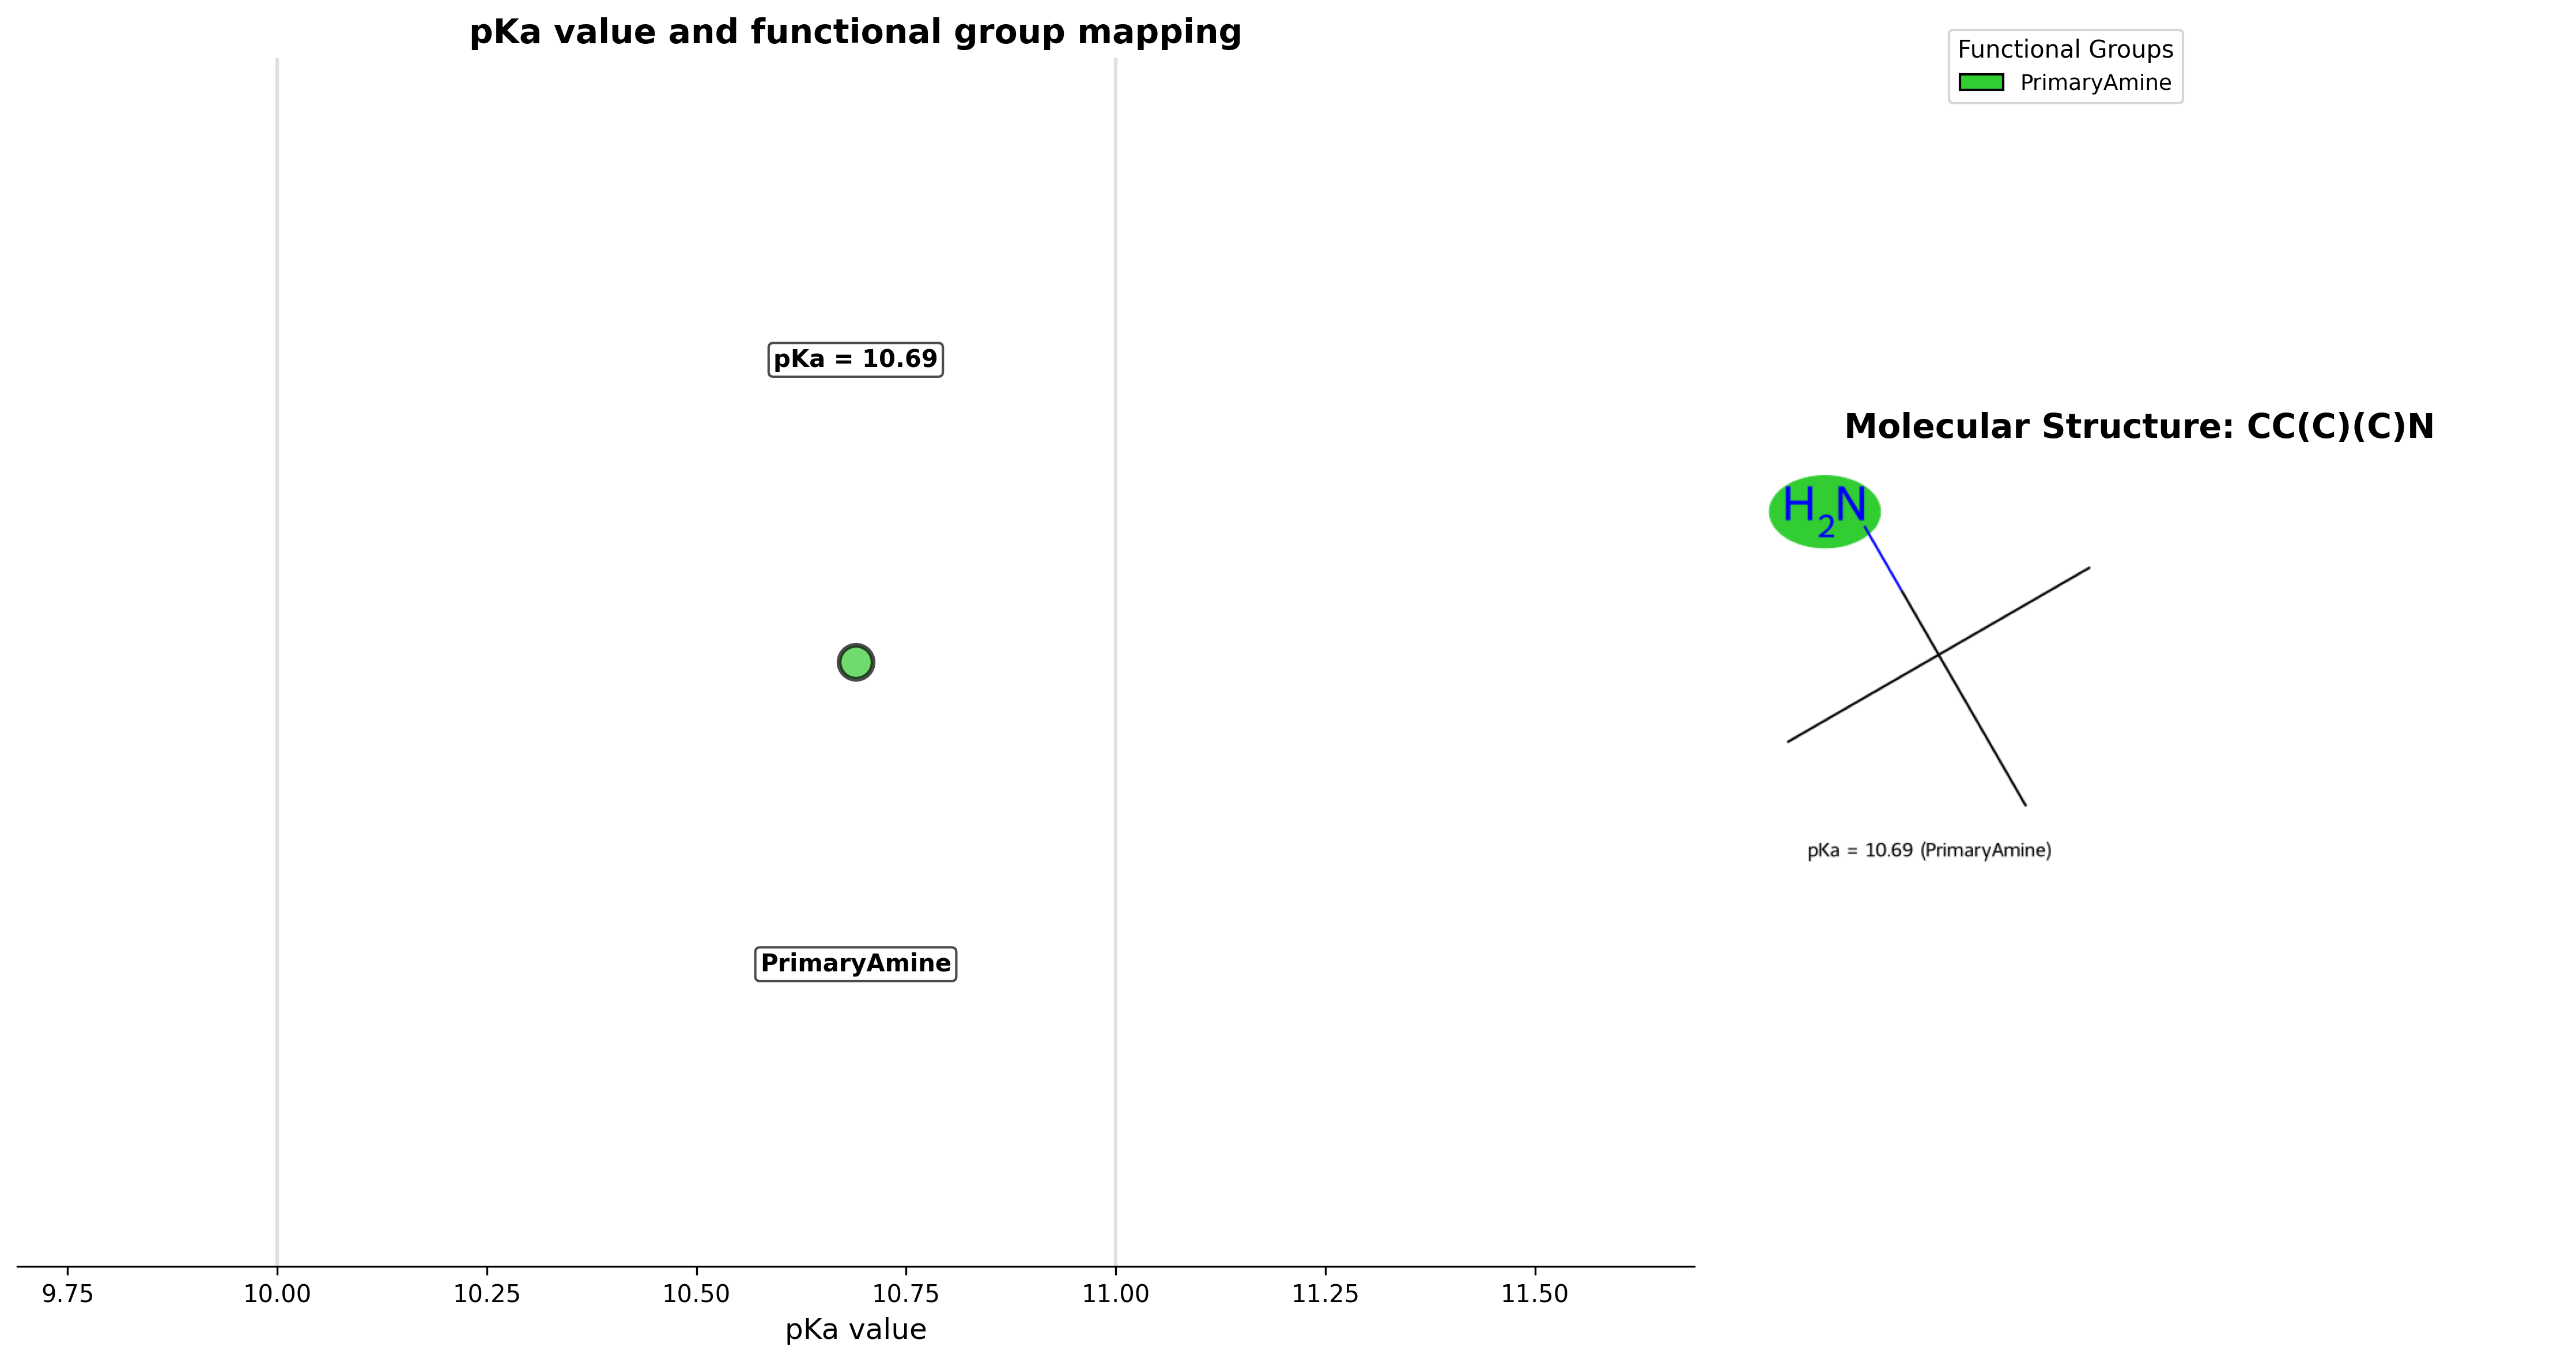 pKa value and functional group mapping
pKa = 10.69
PrimaryAmine
9.75 10.00 10.25 10.50 10.75 11.00 11.25 11.50
pKa value
Functional Groups
PrimaryAmine
Molecular Structure: CC(C)(C)N
H2N
pKa = 10.69 (PrimaryAmine)